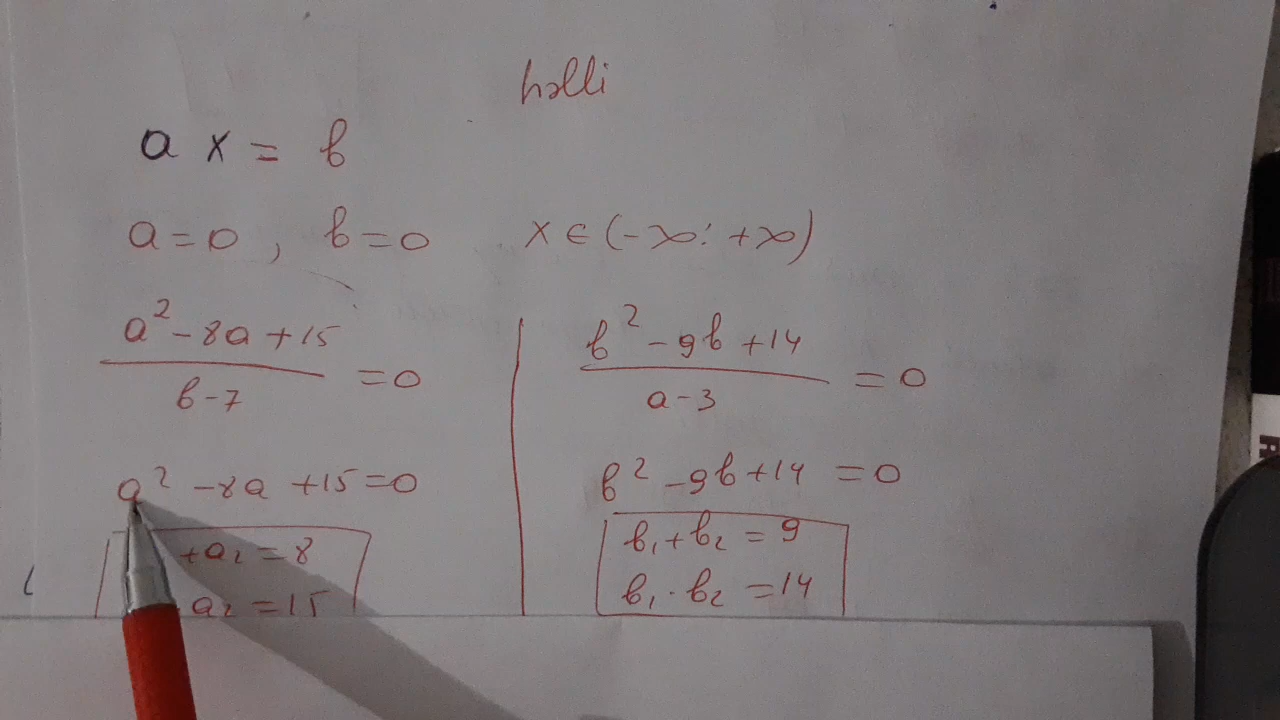 həlli
a x = b
a=0, b=0 x ∈ (-∞; +∞)
a² - 8a + 15 / b - 7 = 0
b² - 9b + 14 / a - 3 = 0
a² - 8a + 15 = 0
b² - 9b + 14 = 0
+ a₂ = 8
a₂ = 15
b₁ + b₂ = 9
b₁ · b₂ = 14